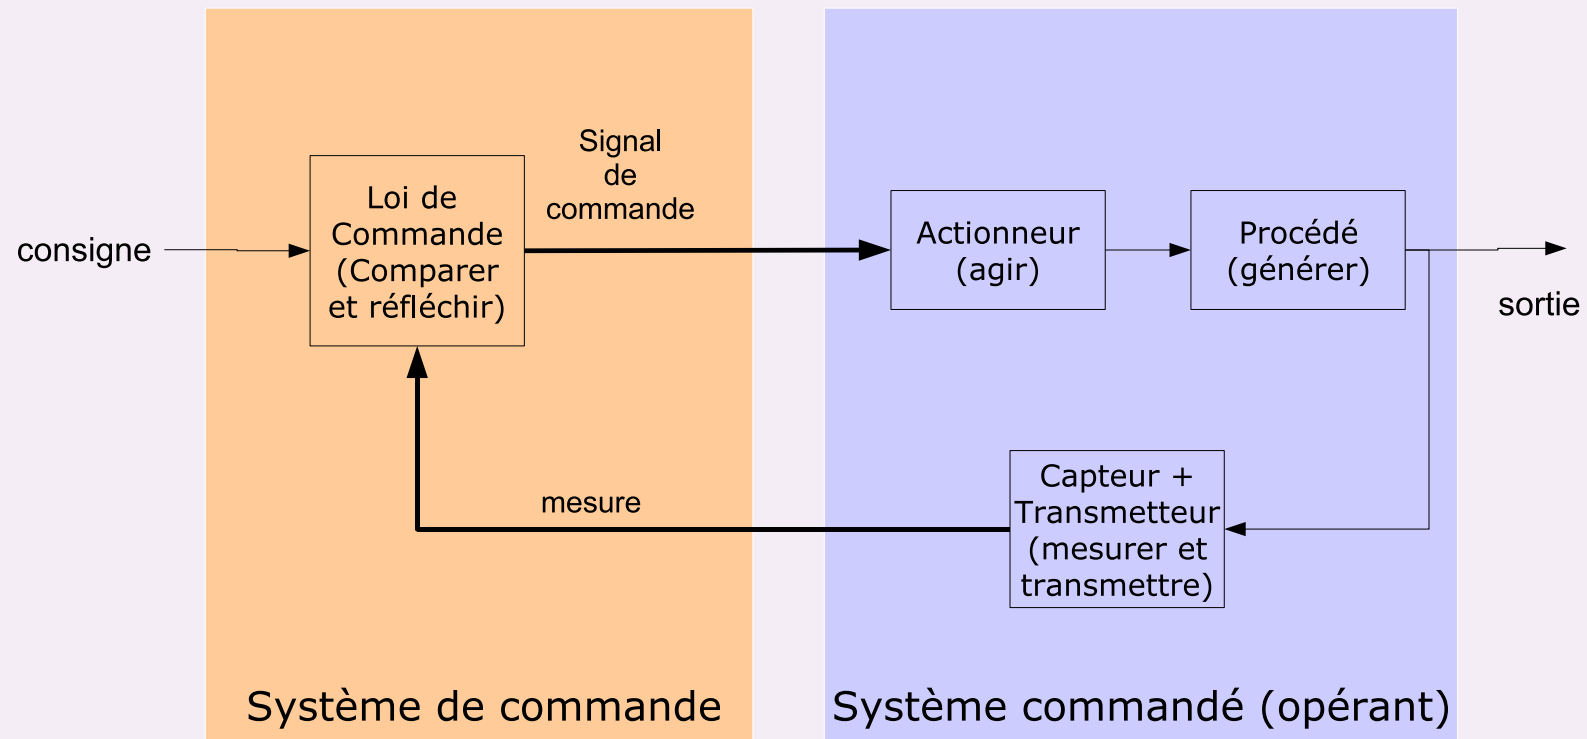 consigne
Loi de
Commande
(Comparer
et réfléchir)
Signal
de
commande
Actionneur
(agir)
Procédé
(générer)
sortie
mesure
Capteur +
Transmetteur
(mesurer et
transmettre)
Système de commande
Système commandé (opérant)